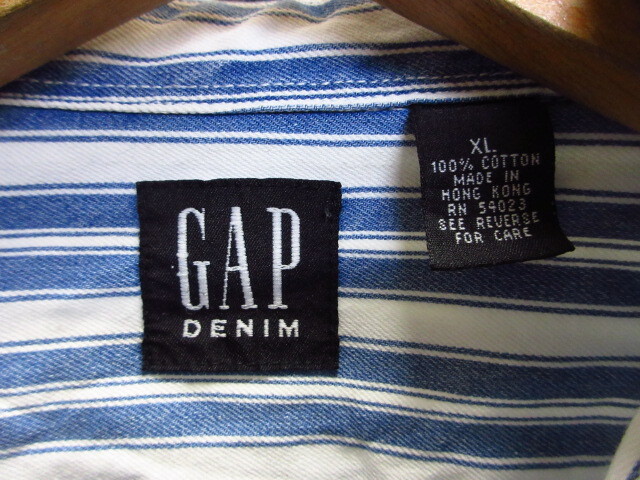 GAP
DENIM
XL
100% COTTON
MADE IN
HONG KONG
RN 54023
SEE REVERSE
FOR CARE